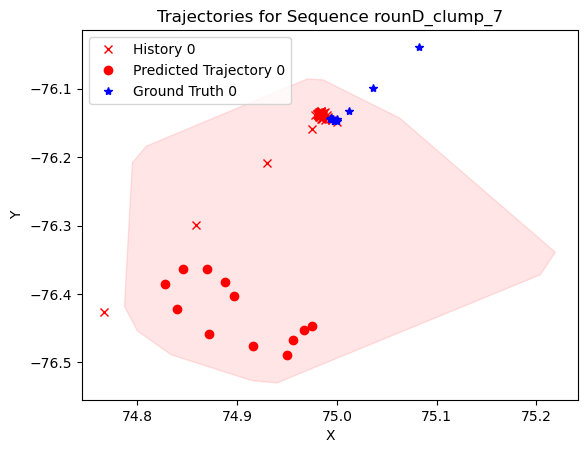 Trajectories for Sequence rounD_clump_7
History 0
Predicted Trajectory 0
Ground Truth 0
Y
−76.1
−76.2
−76.3
−76.4
−76.5
74.8 74.9 75.0 75.1 75.2
X